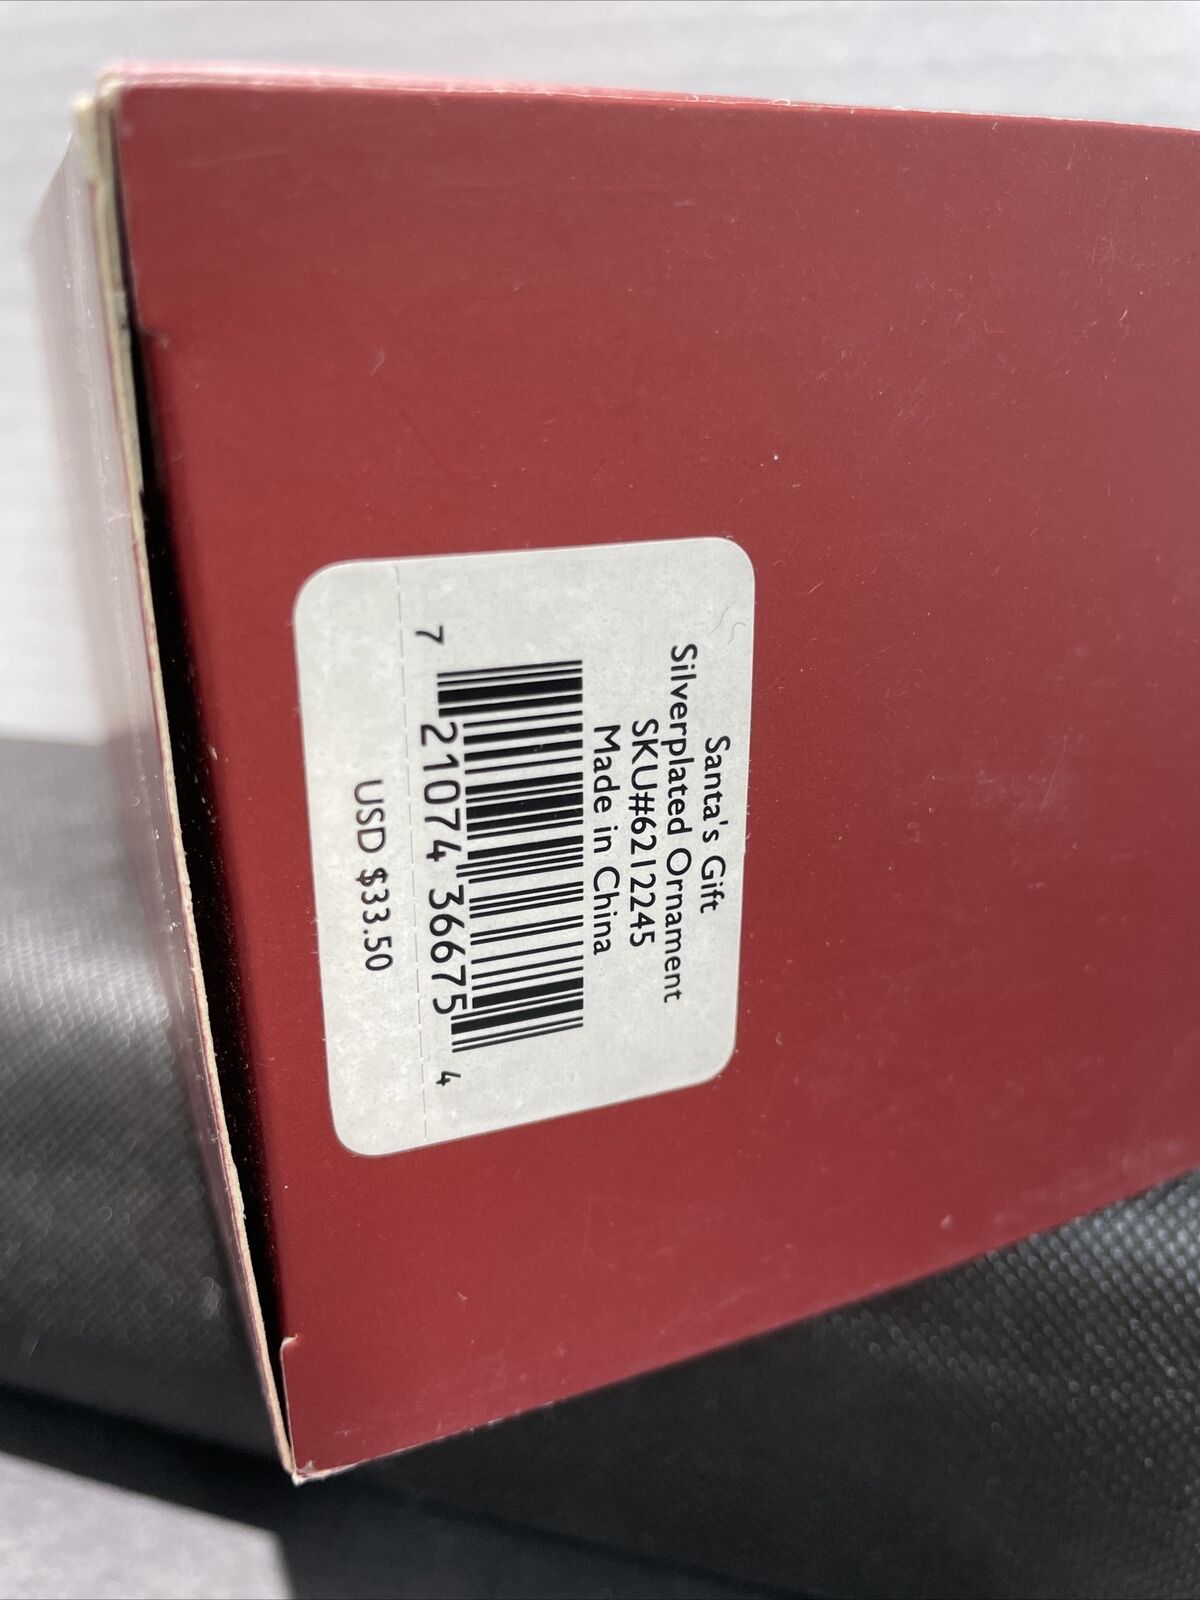 Santa's Gift
Silverplated Ornament
SKU#6212245
Made in China
7 21074 36675 4
USD $33.50